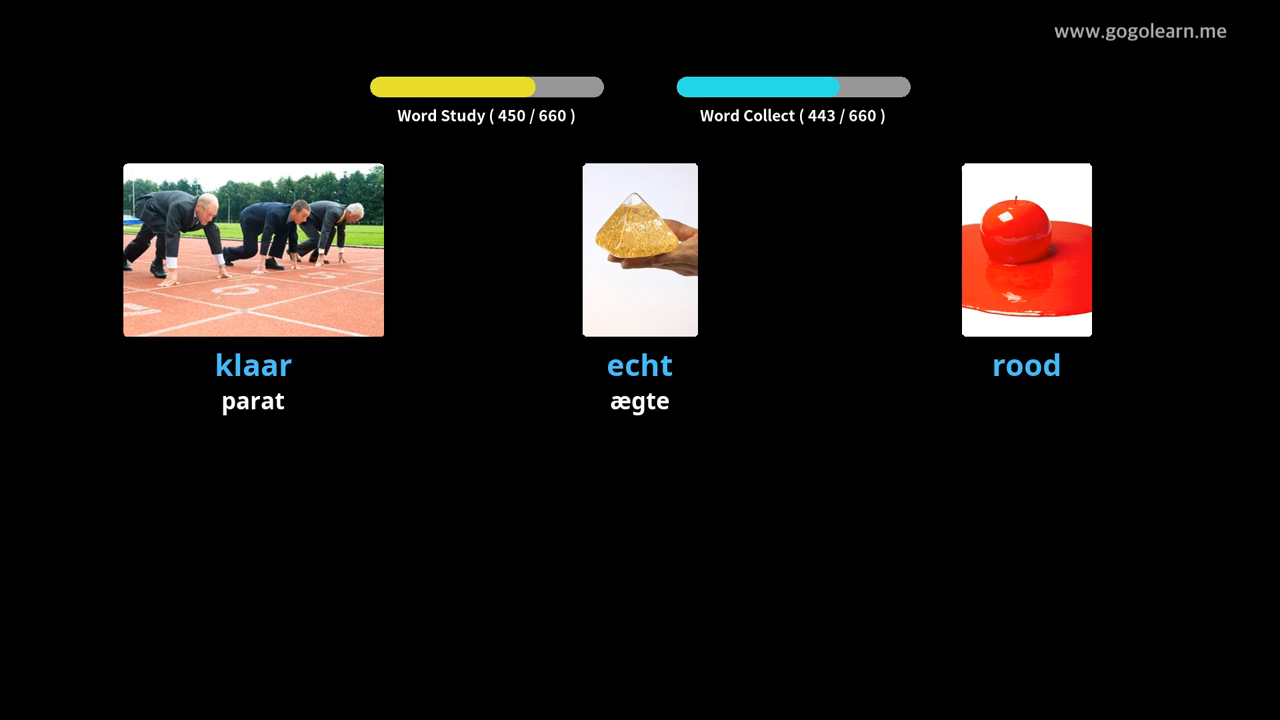 www.gogolearn.me
Word Study ( 450 / 660 )
Word Collect ( 443 / 660 )
klaar
echt
rood
parat
ægte